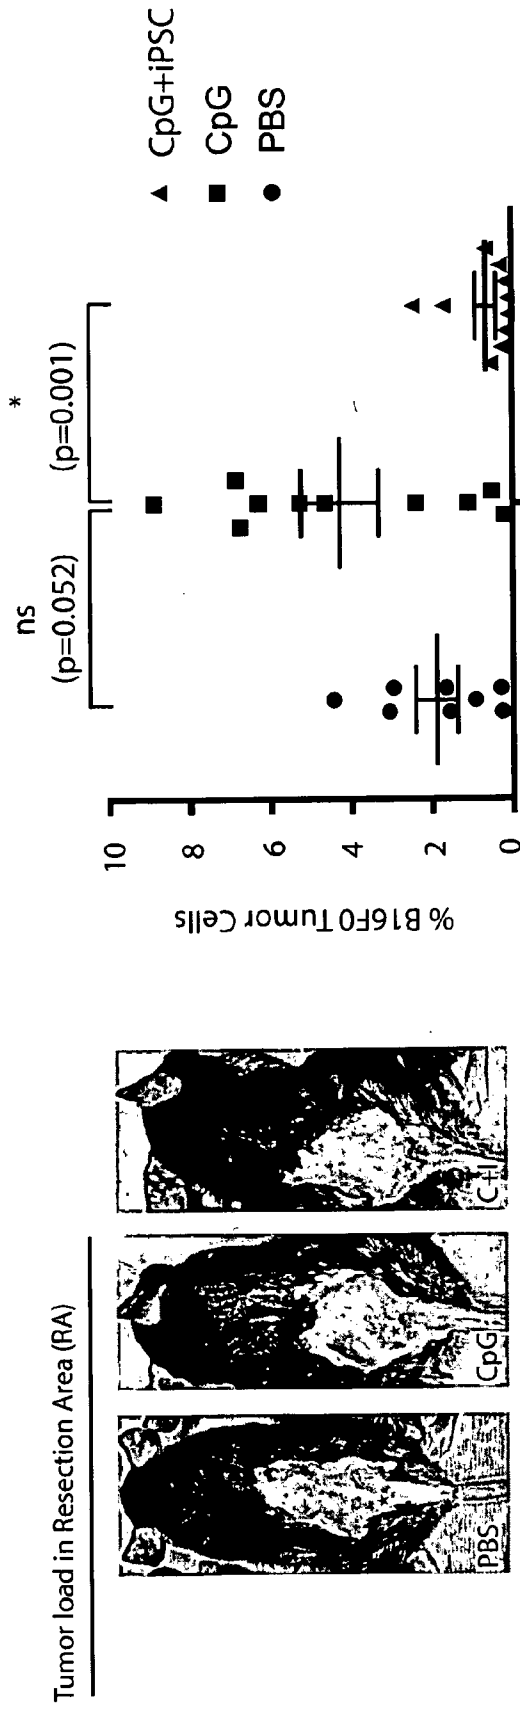 Tumor load in Resection Area (RA)
PBS
CpG
C+I
% B16F0 Tumor Cells
10
8
6
4
2
0
ns
(p=0.052)
*
(p=0.001)
CpG+iPSC
CpG
PBS